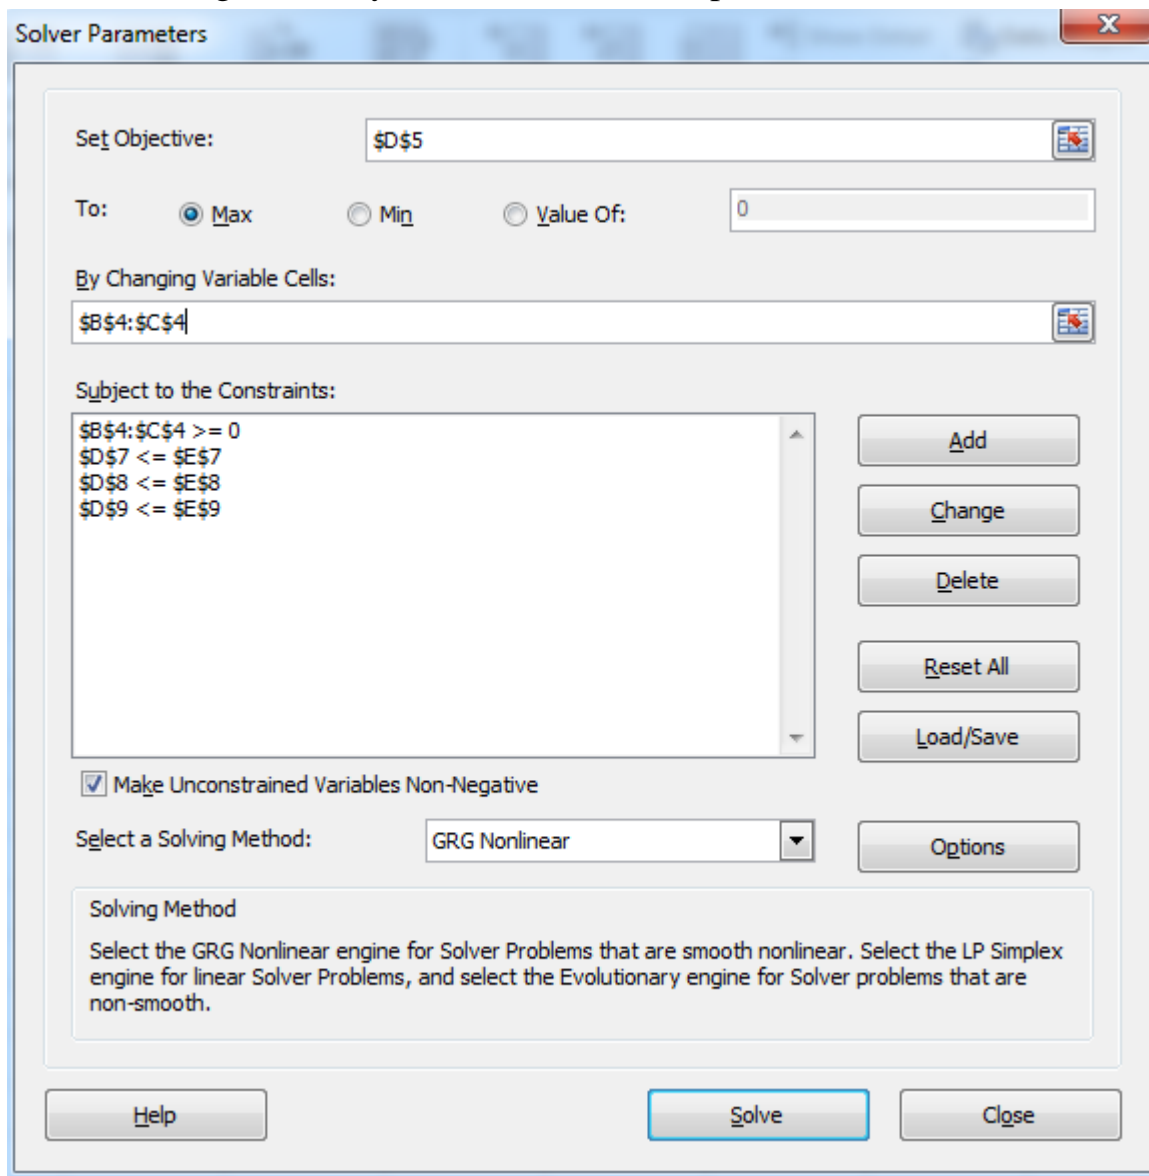 Solver Parameters
X
Set Objective:
$D$5
To:
Max
Min
Value Of:
0
By Changing Variable Cells:
$B$4:$C$4
Subject to the Constraints:
$B$4:$C$4 >= 0
$D$7 <= $E$7
$D$8 <= $E$8
$D$9 <= $E$9
Add
Change
Delete
Reset All
Load/Save
Make Unconstrained Variables Non-Negative
Select a Solving Method:
GRG Nonlinear
Options
Solving Method
Select the GRG Nonlinear engine for Solver Problems that are smooth nonlinear. Select the LP Simplex
engine for linear Solver Problems, and select the Evolutionary engine for Solver problems that are
non-smooth.
Help
Solve
Close